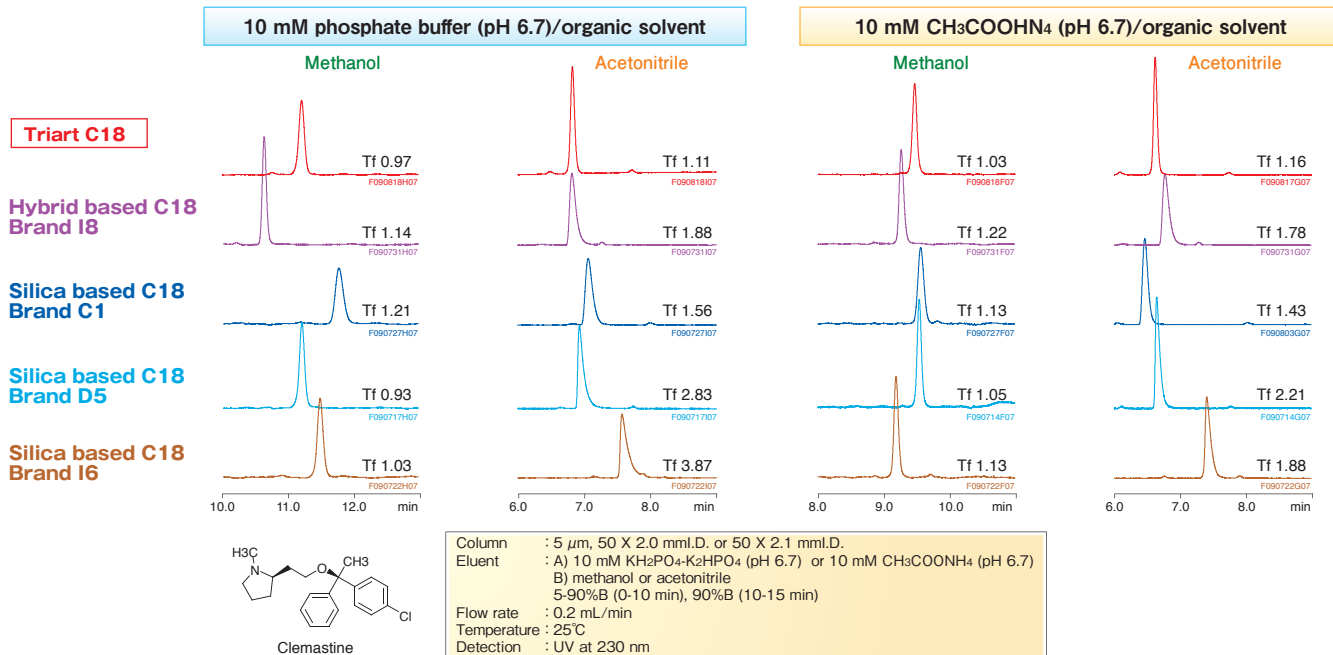 10 mM phosphate buffer (pH 6.7)/organic solvent
10 mM CH3COOHN4 (pH 6.7)/organic solvent
Methanol
Acetonitrile
Methanol
Acetonitrile
Triart C18
Tf 0.97
F090818H07
Tf 1.11
F090818I07
Tf 1.03
F090818F07
Tf 1.16
F090817G07
Hybrid based C18
Brand I8
Tf 1.14
F090731H07
Tf 1.88
F090731I07
Tf 1.22
F090731F07
Tf 1.78
F090731G07
Silica based C18
Brand C1
Tf 1.21
F090727H07
Tf 1.56
F090727I07
Tf 1.13
F090727F07
Tf 1.43
F090803G07
Silica based C18
Brand D5
Tf 0.93
F090717H07
Tf 2.83
F090717I07
Tf 1.05
F090714F07
Tf 2.21
F090714G07
Silica based C18
Brand I6
Tf 1.03
F090722H07
Tf 3.87
F090722I07
Tf 1.13
F090722F07
Tf 1.88
F090722G07
10.0 11.0 12.0 min
6.0 7.0 8.0 min
8.0 9.0 10.0 min
6.0 7.0 8.0 min
H3C
N
O
CH3
Cl
Clemastine
Column : 5 μm, 50 X 2.0 mmI.D. or 50 X 2.1 mmI.D.
Eluent : A) 10 mM KH2PO4-K2HPO4 (pH 6.7) or 10 mM CH3COONH4 (pH 6.7)
B) methanol or acetonitrile
5-90%B (0-10 min), 90%B (10-15 min)
Flow rate : 0.2 mL/min
Temperature : 25℃
Detection : UV at 230 nm